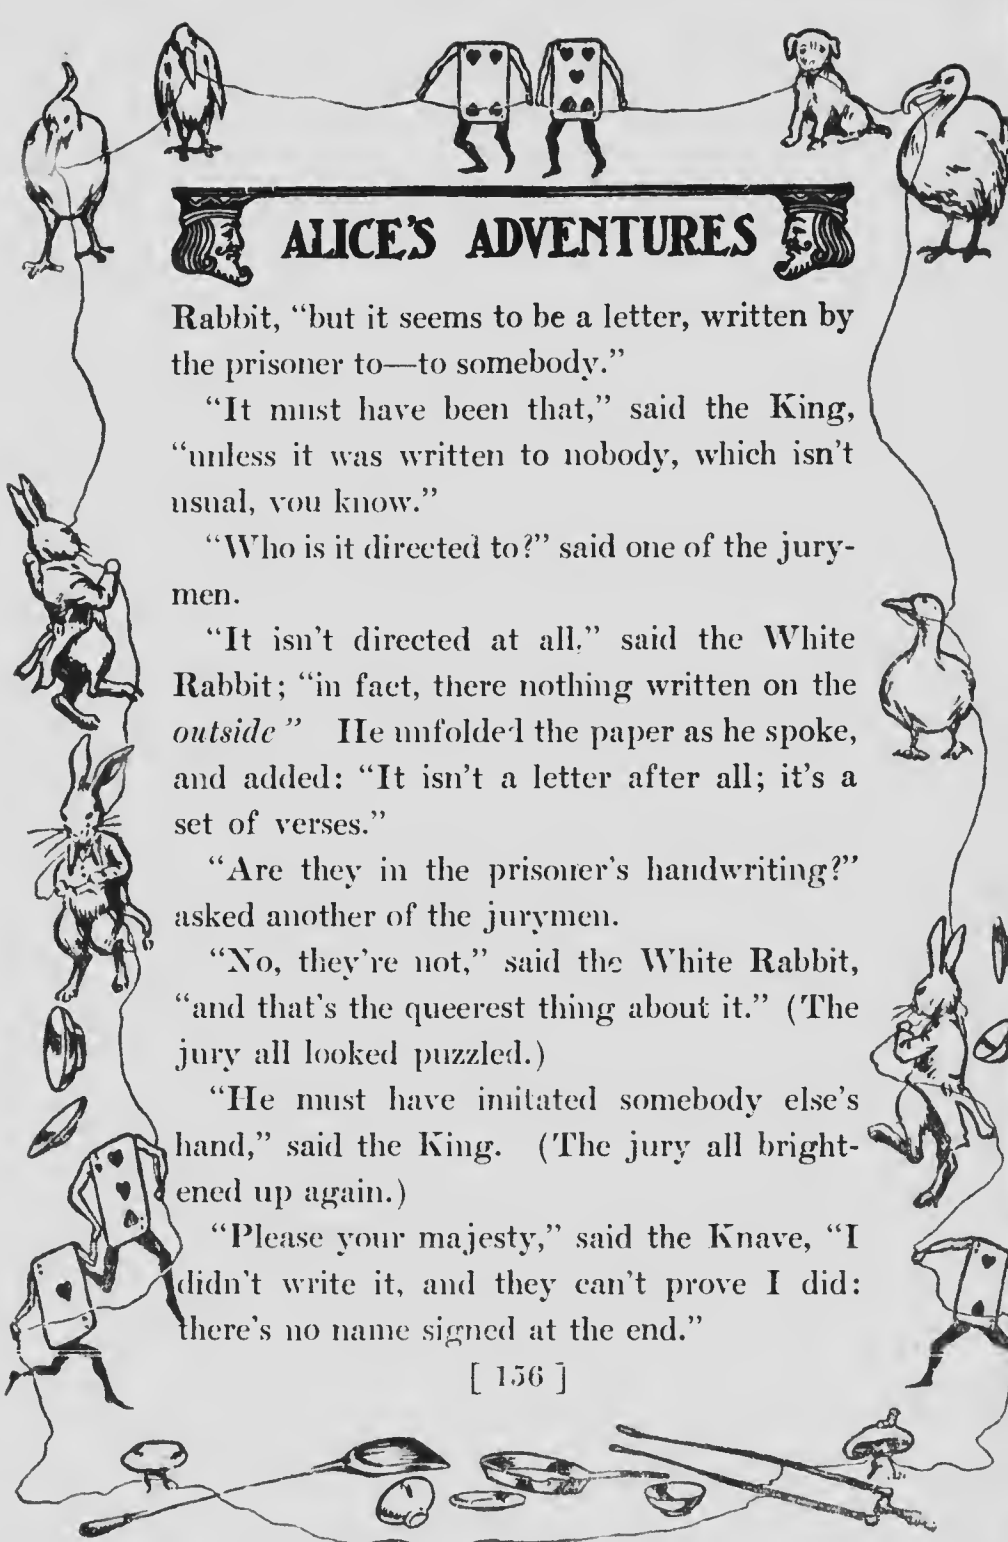 ALICE'S ADVENTURES
Rabbit, “but it seems to be a letter, written by
the prisoner to—to somebody.”
“It must have been that,” said the King,
“unless it was written to nobody, which isn't
usual, you know.”
“Who is it directed to?” said one of the jury-
men.
“It isn't directed at all,” said the White
Rabbit; “in fact, there nothing written on the
outside ” He unfolded the paper as he spoke,
and added: “It isn't a letter after all; it's a
set of verses.”
“Are they in the prisoner's handwriting?”
asked another of the jurymen.
“No, they're not,” said the White Rabbit,
“and that's the queerest thing about it.” (The
jury all looked puzzled.)
“He must have imitated somebody else's
hand,” said the King. (The jury all bright-
ened up again.)
“Please your majesty,” said the Knave, “I
didn't write it, and they can't prove I did:
there's no name signed at the end.”
[ 156 ]